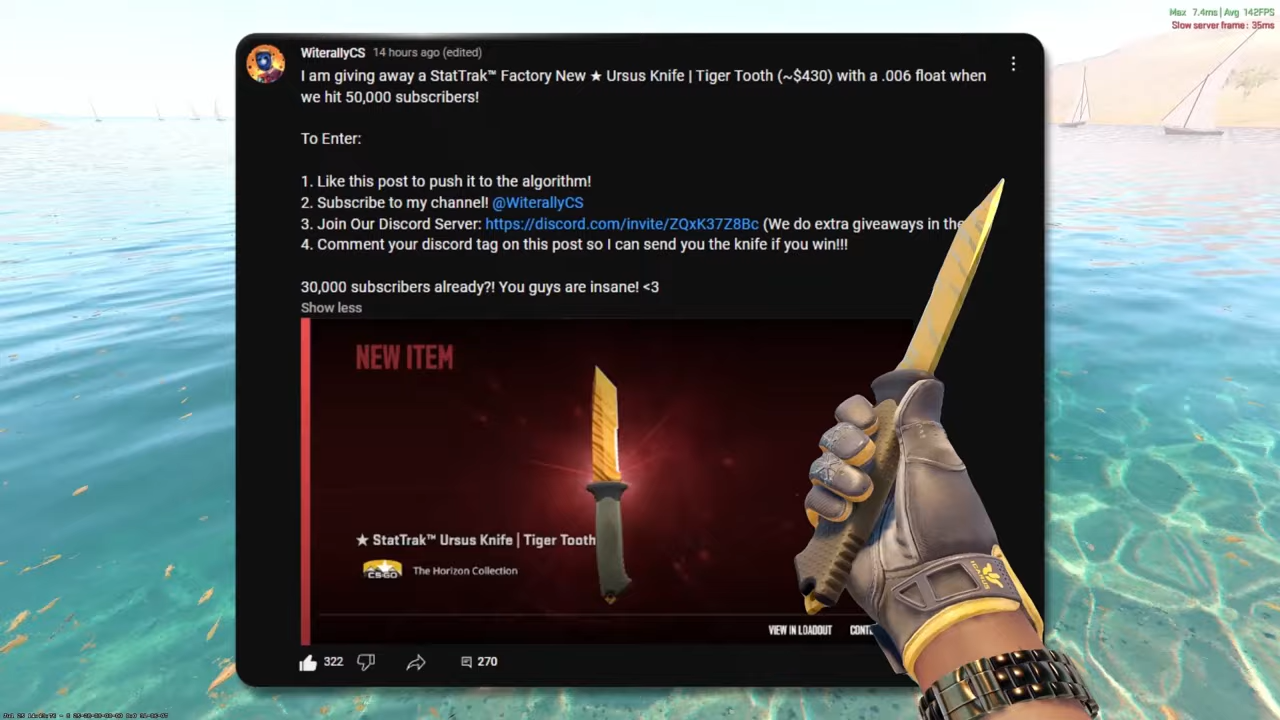 Max 7.4ms | Avg 142FPS
Slow server frame: 35ms
WiterallyCS 14 hours ago (edited)
I am giving away a StatTrak™ Factory New ★ Ursus Knife | Tiger Tooth (~$430) with a .006 float when
we hit 50,000 subscribers!
To Enter:
1. Like this post to push it to the algorithm!
2. Subscribe to my channel! @WiterallyCS
3. Join Our Discord Server: https://discord.com/invite/ZQxK37Z8Bc (We do extra giveaways in the
4. Comment your discord tag on this post so I can send you the knife if you win!!!
30,000 subscribers already?! You guys are insane! <3
Show less
NEW ITEM
★ StatTrak™ Ursus Knife | Tiger Tooth
CS:GO The Horizon Collection
VIEW IN LOADOUT CONT
322 270